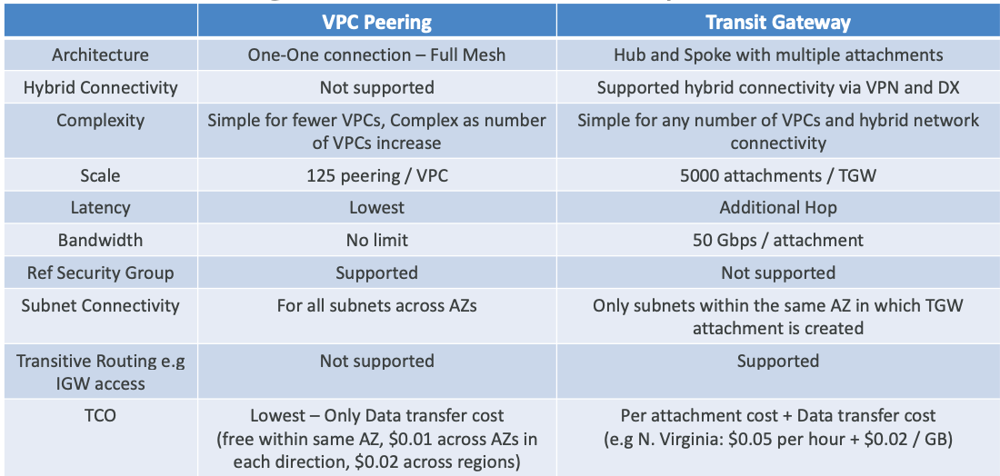 VPC Peering
Transit Gateway
Architecture
One-One connection – Full Mesh
Hub and Spoke with multiple attachments
Hybrid Connectivity
Not supported
Supported hybrid connectivity via VPN and DX
Complexity
Simple for fewer VPCs, Complex as number
of VPCs increase
Simple for any number of VPCs and hybrid network
connectivity
Scale
125 peering / VPC
5000 attachments / TGW
Latency
Lowest
Additional Hop
Bandwidth
No limit
50 Gbps / attachment
Ref Security Group
Supported
Not supported
Subnet Connectivity
For all subnets across AZs
Only subnets within the same AZ in which TGW
attachment is created
Transitive Routing e.g
IGW access
Not supported
Supported
TCO
Lowest – Only Data transfer cost
(free within same AZ, $0.01 across AZs in
each direction, $0.02 across regions)
Per attachment cost + Data transfer cost
(e.g N. Virginia: $0.05 per hour + $0.02 / GB)